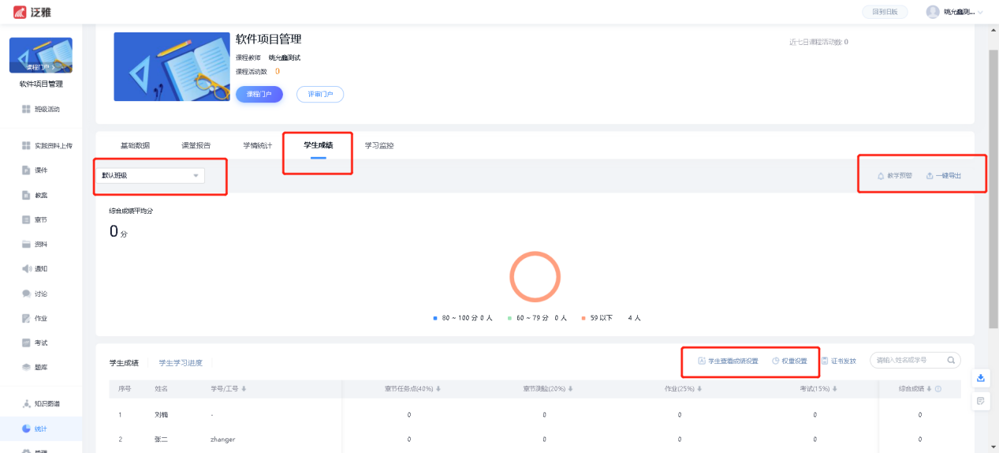 泛雅
回到旧版
姚允鑫测...
课程门户 >
软件项目管理
班级活动
实践资料上传
课件
教案
章节
资料
通知
讨论
作业
考试
题库
知识图谱
统计
管理
软件项目管理
课程教师 姚允鑫测试
课程活动数 0
课程门户
评审门户
近七日课程活动数: 0
基础数据 课堂报告 学情统计 学生成绩 学习监控
默认班级
教学预警 一键导出
综合成绩平均分
0 分
80 ~ 100 分 0 人 60 ~ 79 分 0 人 59 以下 4 人
学生成绩 学生学习进度 学生查看成绩设置 权重设置 证书发放 请输入姓名或学号
序号 姓名 学号/工号 章节任务点(40%) 章节测验(20%) 作业(25%) 考试(15%) 综合成绩
1 刘楠 - 0 0 0 0 0
2 张二 zhanger 0 0 0 0 0